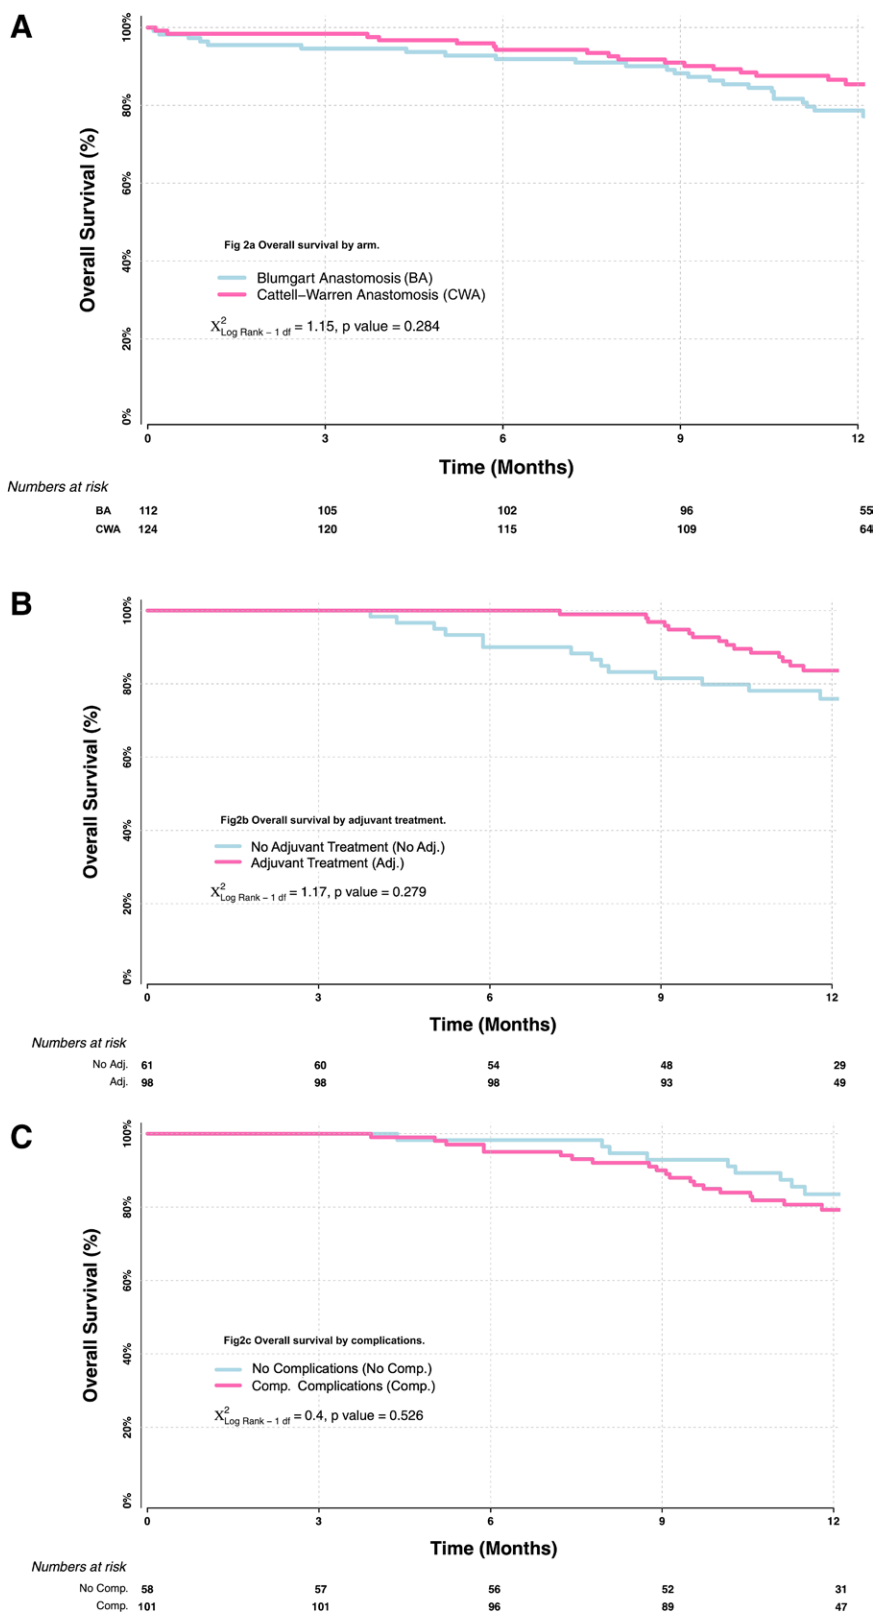 A
Overall Survival (%)
100%
80%
60%
40%
20%
0%
Fig 2a Overall survival by arm.
Blumgart Anastomosis (BA)
Cattell–Warren Anastomosis (CWA)
X²Log Rank – 1 df = 1.15, p value = 0.284
0 3 6 9 12
Time (Months)
Numbers at risk
BA 112 105 102 96 55
CWA 124 120 115 109 64
B
Overall Survival (%)
100%
80%
60%
40%
20%
0%
Fig2b Overall survival by adjuvant treatment.
No Adjuvant Treatment (No Adj.)
Adjuvant Treatment (Adj.)
X²Log Rank – 1 df = 1.17, p value = 0.279
0 3 6 9 12
Time (Months)
Numbers at risk
No Adj. 61 60 54 48 29
Adj. 98 98 98 93 49
C
Overall Survival (%)
100%
80%
60%
40%
20%
0%
Fig2c Overall survival by complications.
No Complications (No Comp.)
Comp. Complications (Comp.)
X²Log Rank – 1 df = 0.4, p value = 0.526
0 3 6 9 12
Time (Months)
Numbers at risk
No Comp. 58 57 56 52 31
Comp. 101 101 96 89 47